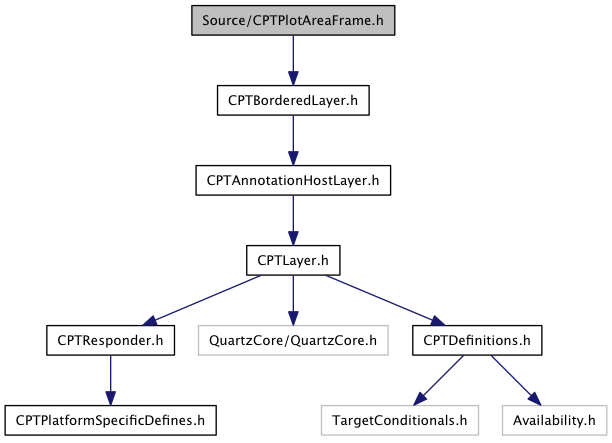 Source/CPTPlotAreaFrame.h
CPTBorderedLayer.h
CPTAnnotationHostLayer.h
CPTLayer.h
CPTResponder.h
QuartzCore/QuartzCore.h
CPTDefinitions.h
CPTPlatformSpecificDefines.h
TargetConditionals.h
Availability.h